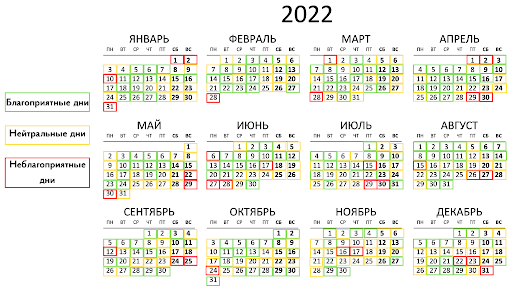 2022
Благоприятные дни
Нейтральные дни
Неблагоприятные
дни
ЯНВАРЬ
ПН ВТ СР ЧТ ПТ СБ ВС
1 2
3 4 5 6 7 8 9
10 11 12 13 14 15 16
17 18 19 20 21 22 23
24 25 26 27 28 29 30
31
ФЕВРАЛЬ
ПН ВТ СР ЧТ ПТ СБ ВС
1 2 3 4 5 6
7 8 9 10 11 12 13
14 15 16 17 18 19 20
21 22 23 24 25 26 27
28
МАРТ
ПН ВТ СР ЧТ ПТ СБ ВС
1 2 3 4 5 6
7 8 9 10 11 12 13
14 15 16 17 18 19 20
21 22 23 24 25 26 27
28 29 30 31
АПРЕЛЬ
ПН ВТ СР ЧТ ПТ СБ ВС
1 2 3
4 5 6 7 8 9 10
11 12 13 14 15 16 17
18 19 20 21 22 23 24
25 26 27 28 29 30
МАЙ
ПН ВТ СР ЧТ ПТ СБ ВС
1
2 3 4 5 6 7 8
9 10 11 12 13 14 15
16 17 18 19 20 21 22
23 24 25 26 27 28 29
30 31
ИЮНЬ
ПН ВТ СР ЧТ ПТ СБ ВС
1 2 3 4 5
6 7 8 9 10 11 12
13 14 15 16 17 18 19
20 21 22 23 24 25 26
27 28 29 30
ИЮЛЬ
ПН ВТ СР ЧТ ПТ СБ ВС
1 2 3
4 5 6 7 8 9 10
11 12 13 14 15 16 17
18 19 20 21 22 23 24
25 26 27 28 29 30 31
АВГУСТ
ПН ВТ СР ЧТ ПТ СБ ВС
1 2 3 4 5 6 7
8 9 10 11 12 13 14
15 16 17 18 19 20 21
22 23 24 25 26 27 28
29 30 31
СЕНТЯБРЬ
ПН ВТ СР ЧТ ПТ СБ ВС
1 2 3 4
5 6 7 8 9 10 11
12 13 14 15 16 17 18
19 20 21 22 23 24 25
26 27 28 29 30
ОКТЯБРЬ
ПН ВТ СР ЧТ ПТ СБ ВС
1 2
3 4 5 6 7 8 9
10 11 12 13 14 15 16
17 18 19 20 21 22 23
24 25 26 27 28 29 30
31
НОЯБРЬ
ПН ВТ СР ЧТ ПТ СБ ВС
1 2 3 4 5 6
7 8 9 10 11 12 13
14 15 16 17 18 19 20
21 22 23 24 25 26 27
28 29 30
ДЕКАБРЬ
ПН ВТ СР ЧТ ПТ СБ ВС
1 2 3 4
5 6 7 8 9 10 11
12 13 14 15 16 17 18
19 20 21 22 23 24 25
26 27 28 29 30 31